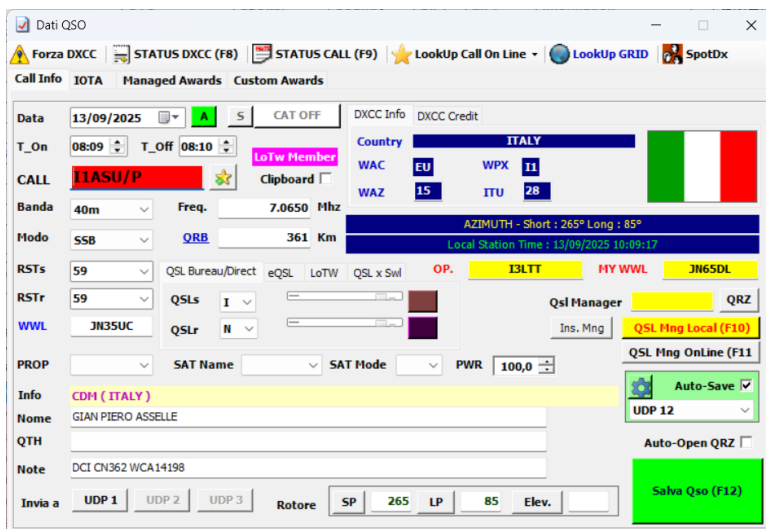 Dati QSO
Forza DXCC STATUS DXCC (F8) STATUS CALL (F9) LookUp Call On Line LookUp GRID SpotDx
Call Info IOTA Managed Awards Custom Awards
Data 13/09/2025 A S CAT OFF DXCC Info DXCC Credit
T_On 08:09 T_Off 08:10 Country ITALY
LoTw Member WAC EU WPX I1
CALL I1ASU/P Clipboard WAZ 15 ITU 28
Banda 40m Freq. 7.0650 Mhz AZIMUTH - Short : 265° Long : 85°
Modo SSB QRB 361 Km Local Station Time : 13/09/2025 10:09:17
RSTs 59 QSL Bureau/Direct eQSL LoTW QSL x Swl OP. I3LTT MY WWL JN65DL
RSTr 59 QSLs I Qsl Manager QRZ
WWL JN35UC QSLr N Ins. Mng QSL Mng Local (F10)
QSL Mng OnLine (F11
PROP SAT Name SAT Mode PWR 100,0
Info CDM ( ITALY ) Auto-Save
Nome GIAN PIERO ASSELLE UDP 12
QTH Auto-Open QRZ
Note DCI CN362 WCA14198
Invia a UDP 1 UDP 2 UDP 3 Rotore SP 265 LP 85 Elev. Salva Qso (F12)